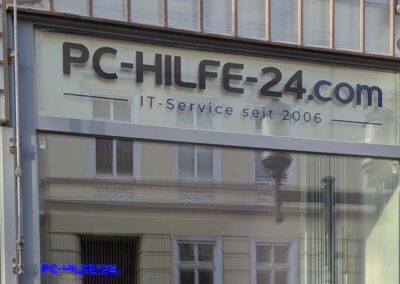 PC-HILFE-24.com
IT-Service seit 2006
PC-HILFE-24